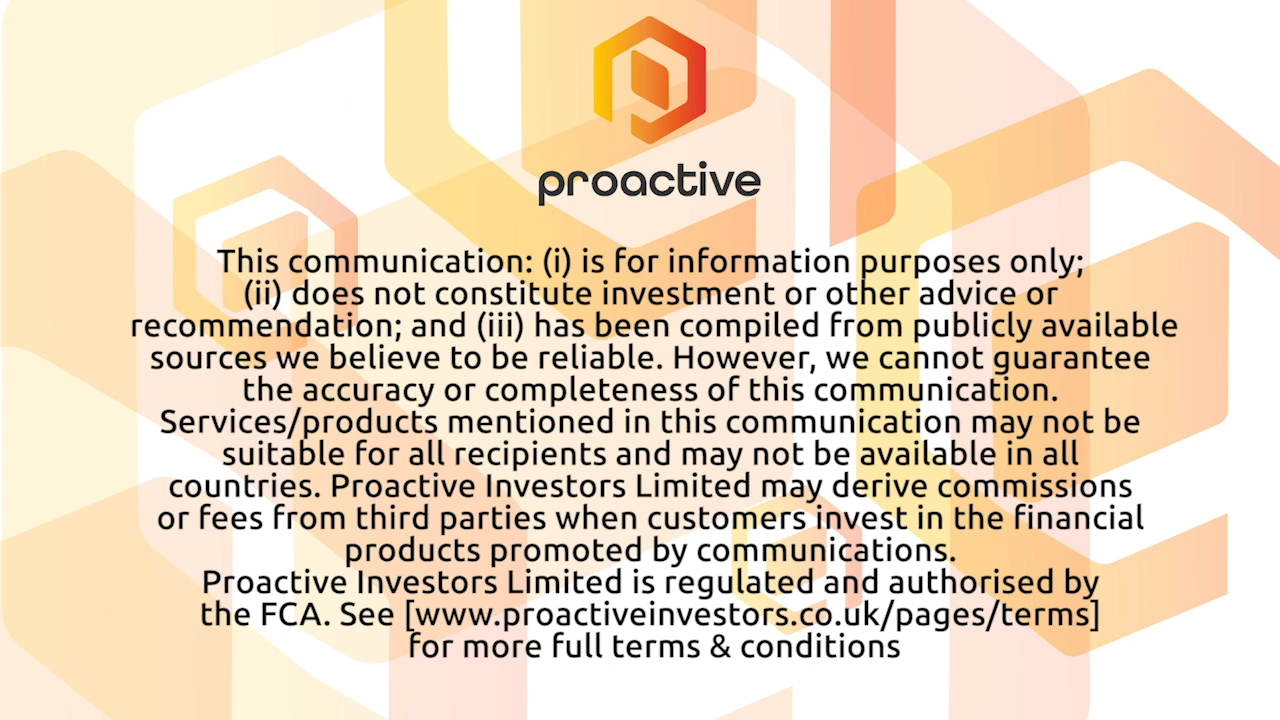 proactive
This communication: (i) is for information purposes only;
(ii) does not constitute investment or other advice or
recommendation; and (iii) has been compiled from publicly available
sources we believe to be reliable. However, we cannot guarantee
the accuracy or completeness of this communication.
Services/products mentioned in this communication may not be
suitable for all recipients and may not be available in all
countries. Proactive Investors Limited may derive commissions
or fees from third parties when customers invest in the financial
products promoted by communications.
Proactive Investors Limited is regulated and authorised by
the FCA. See [www.proactiveinvestors.co.uk/pages/terms]
for more full terms & conditions